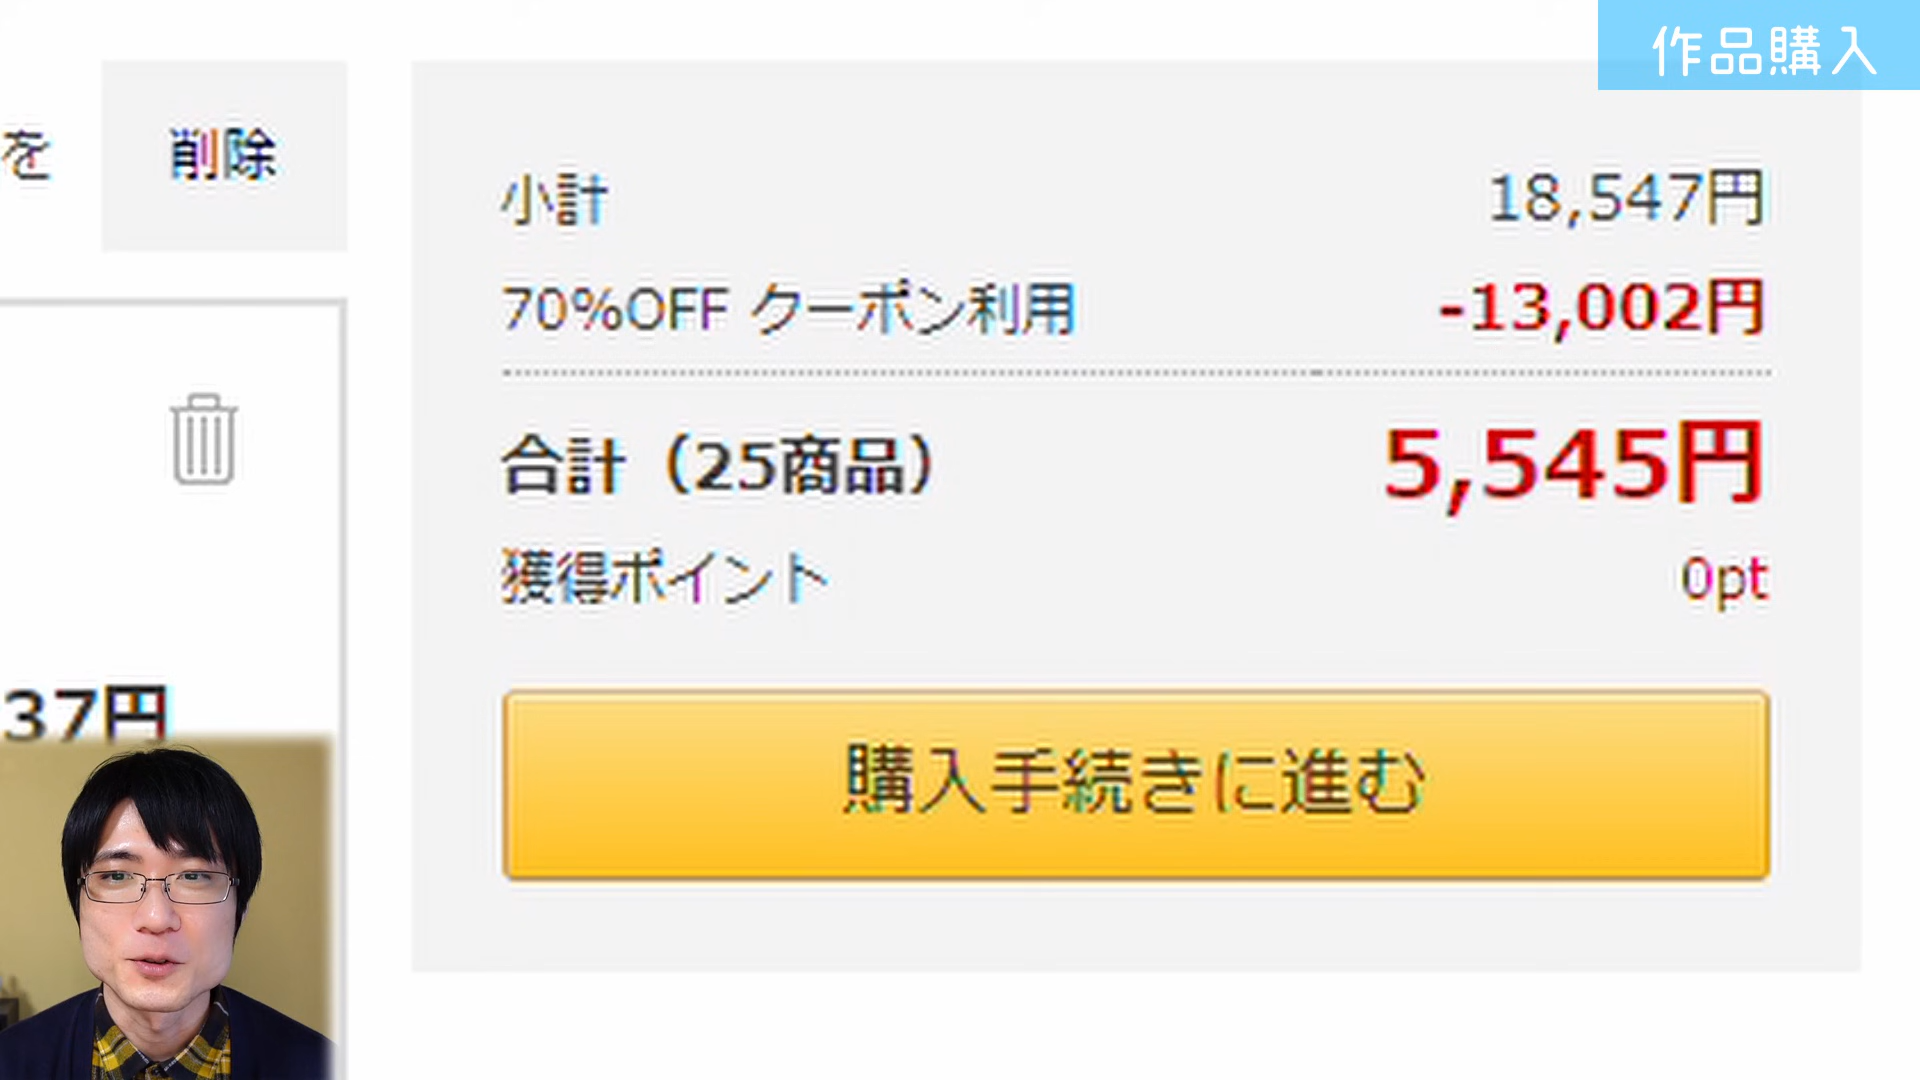 作品購入
を
削除
小計 18,547円
70%OFF クーポン利用 -13,002円
合計（25商品） 5,545円
獲得ポイント 0pt
37円
購入手続きに進む